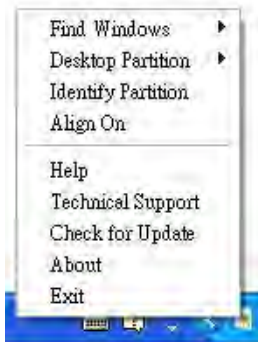 Find Windows
Desktop Partition
Identify Partition
Align On
Help
Technical Support
Check for Update
About
Exit